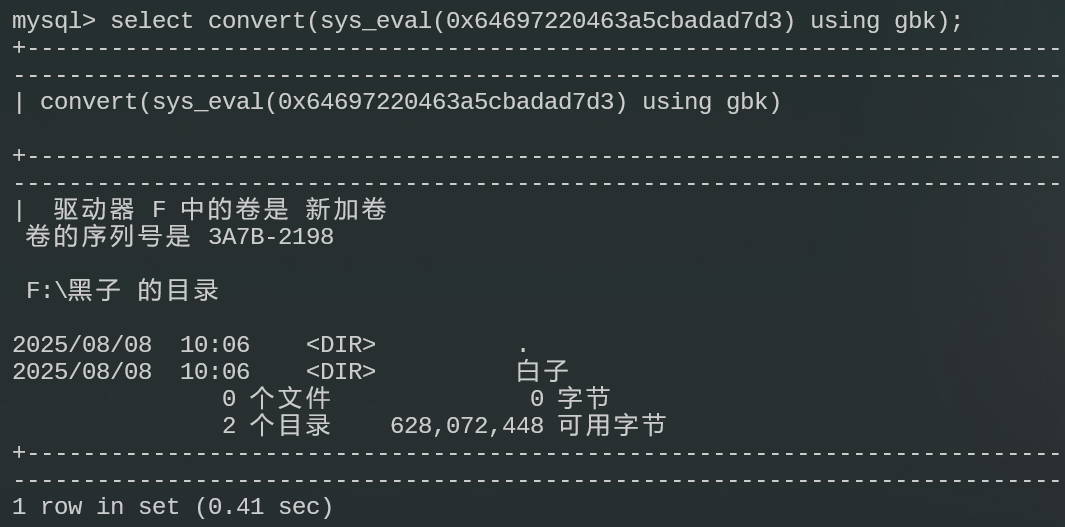 mysql> select convert(sys_eval(0x64697220463a5cbadad7d3) using gbk);
+--------------------------------------------------------------------------
---------------------------------------------------------------------------
| convert(sys_eval(0x64697220463a5cbadad7d3) using gbk)
+--------------------------------------------------------------------------
---------------------------------------------------------------------------
|  驱动器 F 中的卷是 新加卷
 卷的序列号是 3A7B-2198
 F:\黑子 的目录
2025/08/08  10:06    <DIR>          .
2025/08/08  10:06    <DIR>          白子
               0 个文件              0 字节
               2 个目录    628,072,448 可用字节
+--------------------------------------------------------------------------
---------------------------------------------------------------------------
1 row in set (0.41 sec)